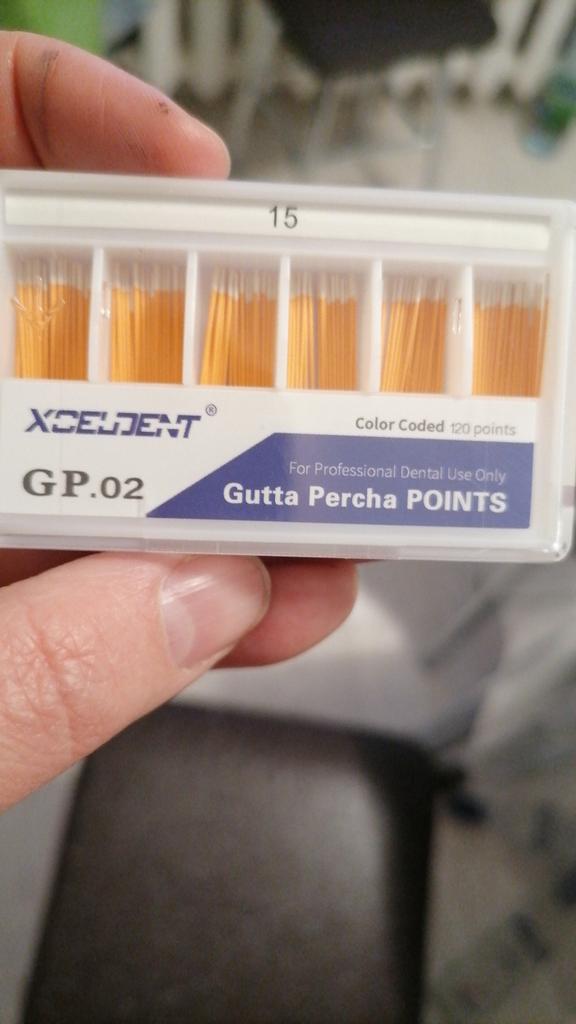 15
XCELDENT®
Color Coded 120 points
GP.02
For Professional Dental Use Only
Gutta Percha POINTS